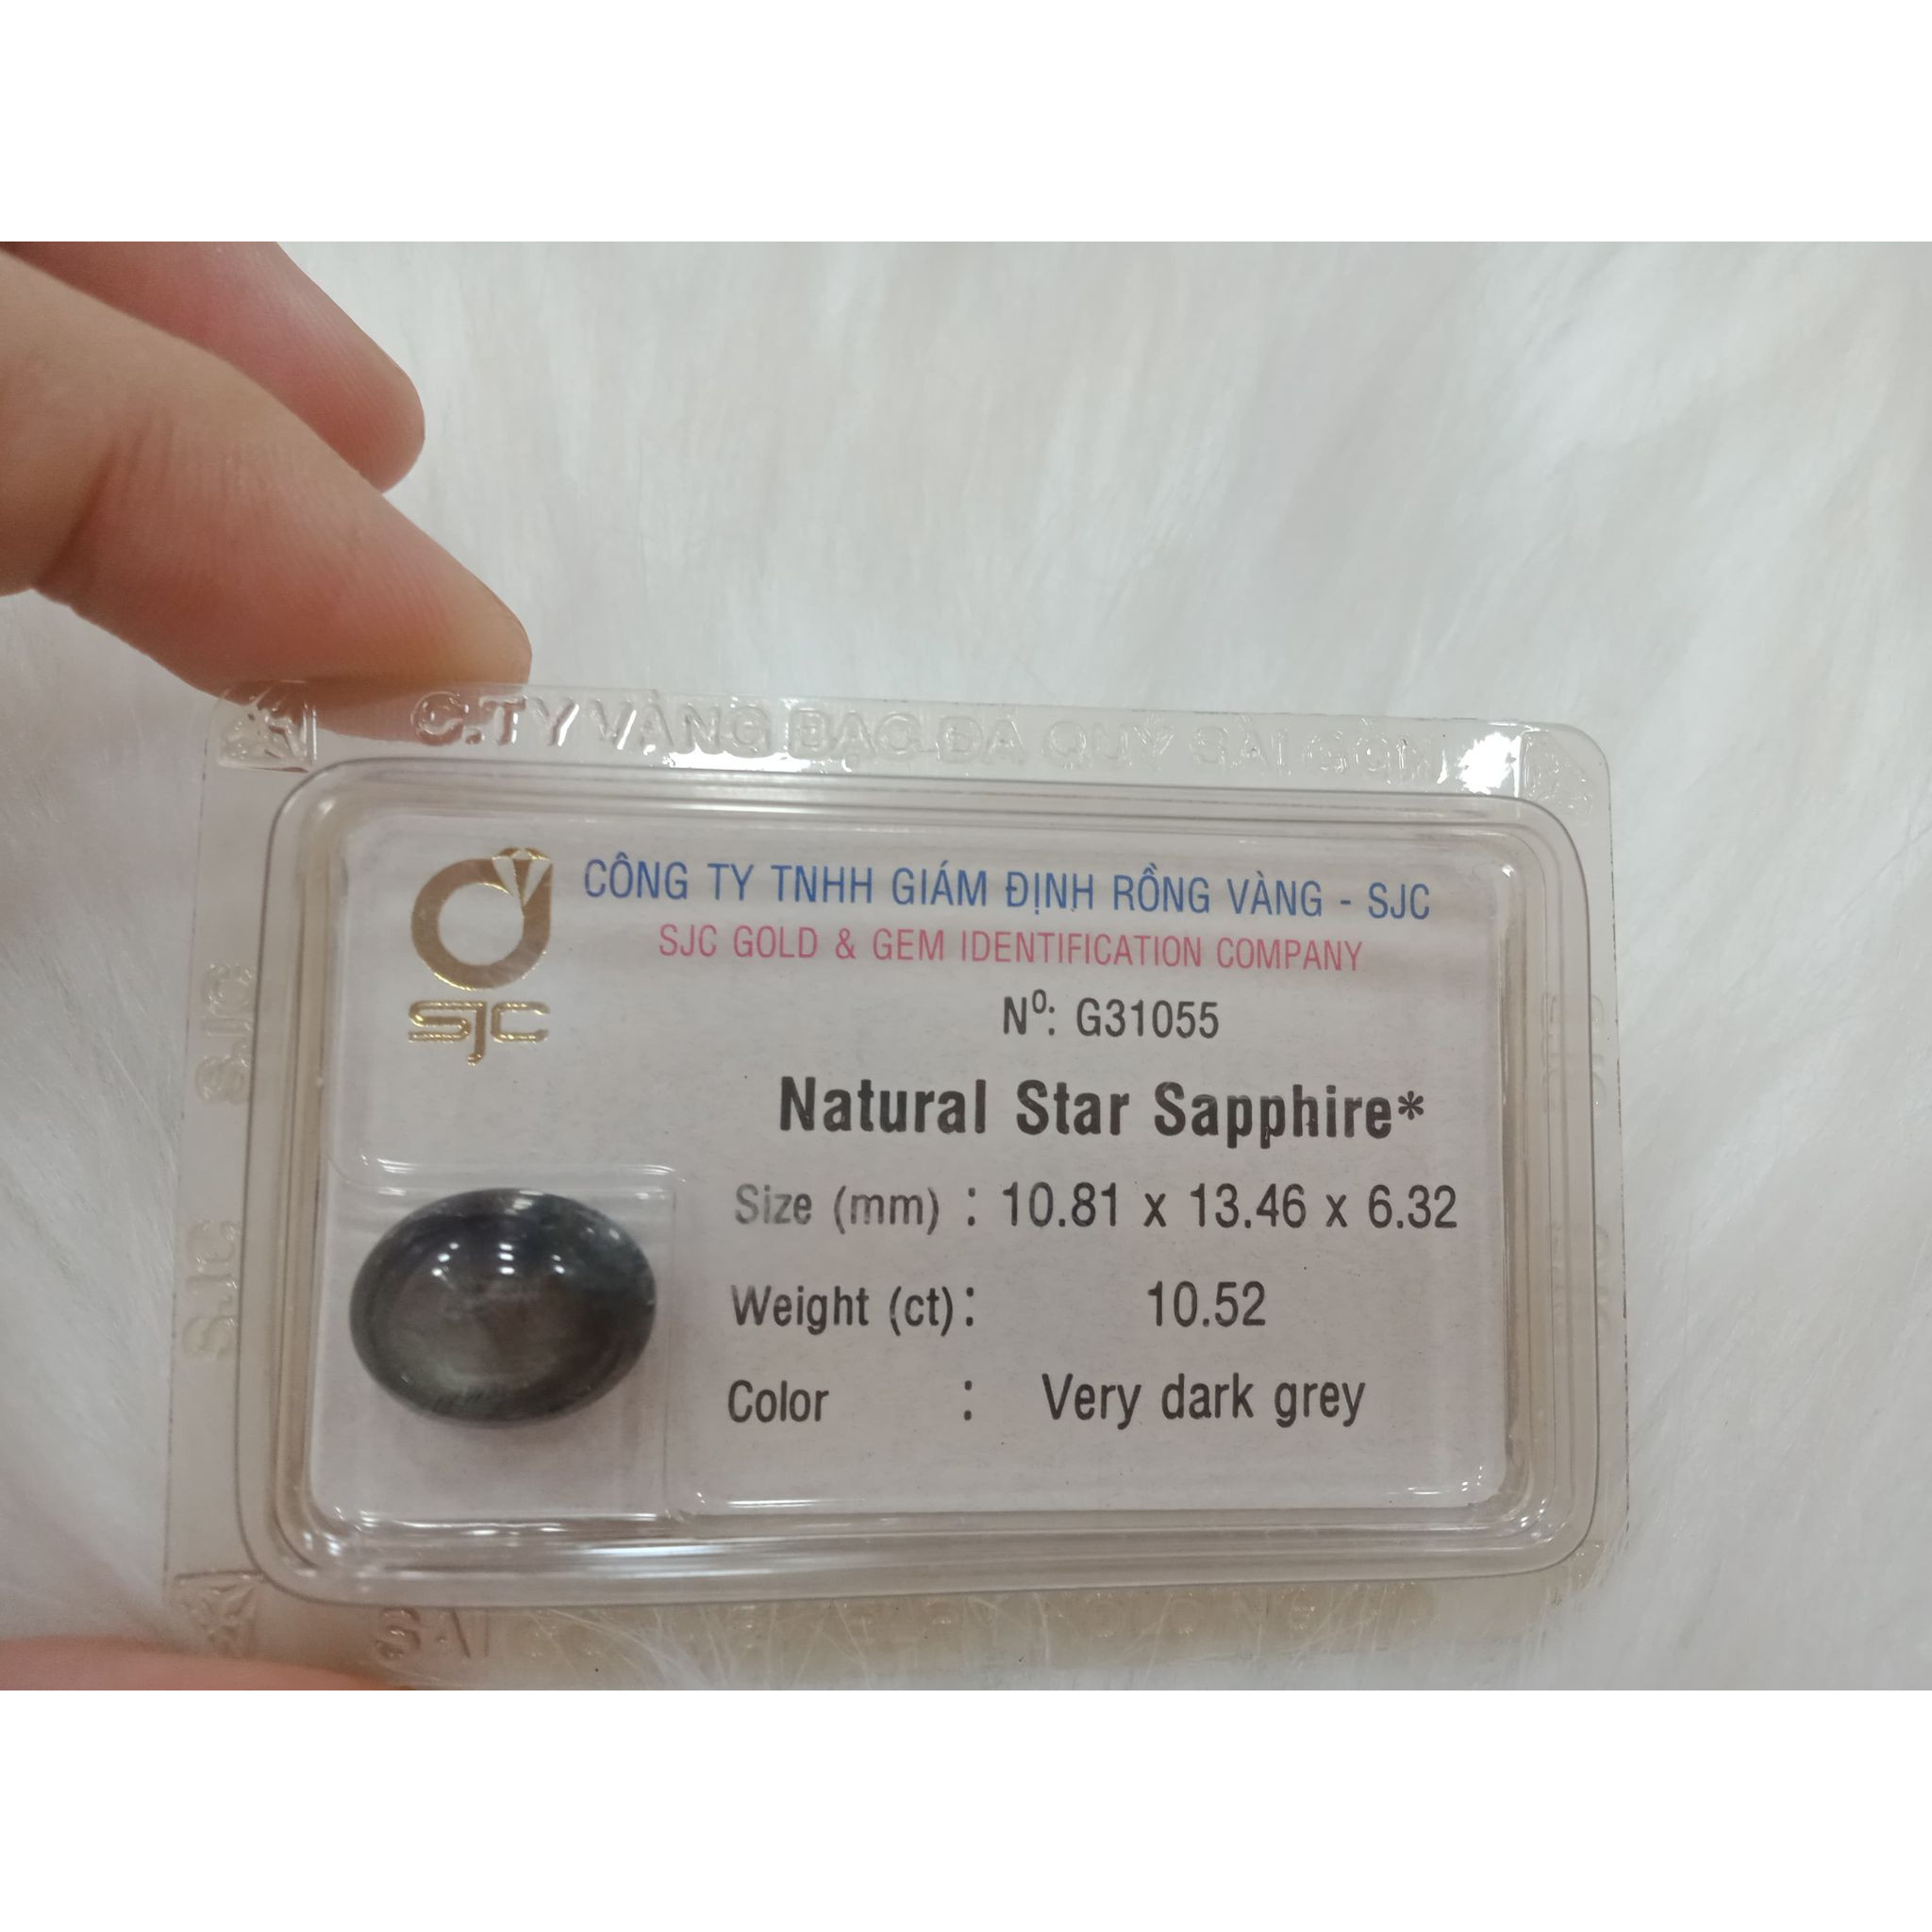 C.TY VÀNG BẠC ĐÁ QUÝ SÀI GÒN
SJC
CÔNG TY TNHH GIÁM ĐỊNH RỒNG VÀNG - SJC
SJC GOLD & GEM IDENTIFICATION COMPANY
Nº: G31055
Natural Star Sapphire*
Size (mm) : 10.81 x 13.46 x 6.32
Weight (ct): 10.52
Color : Very dark grey
SJC
SJC